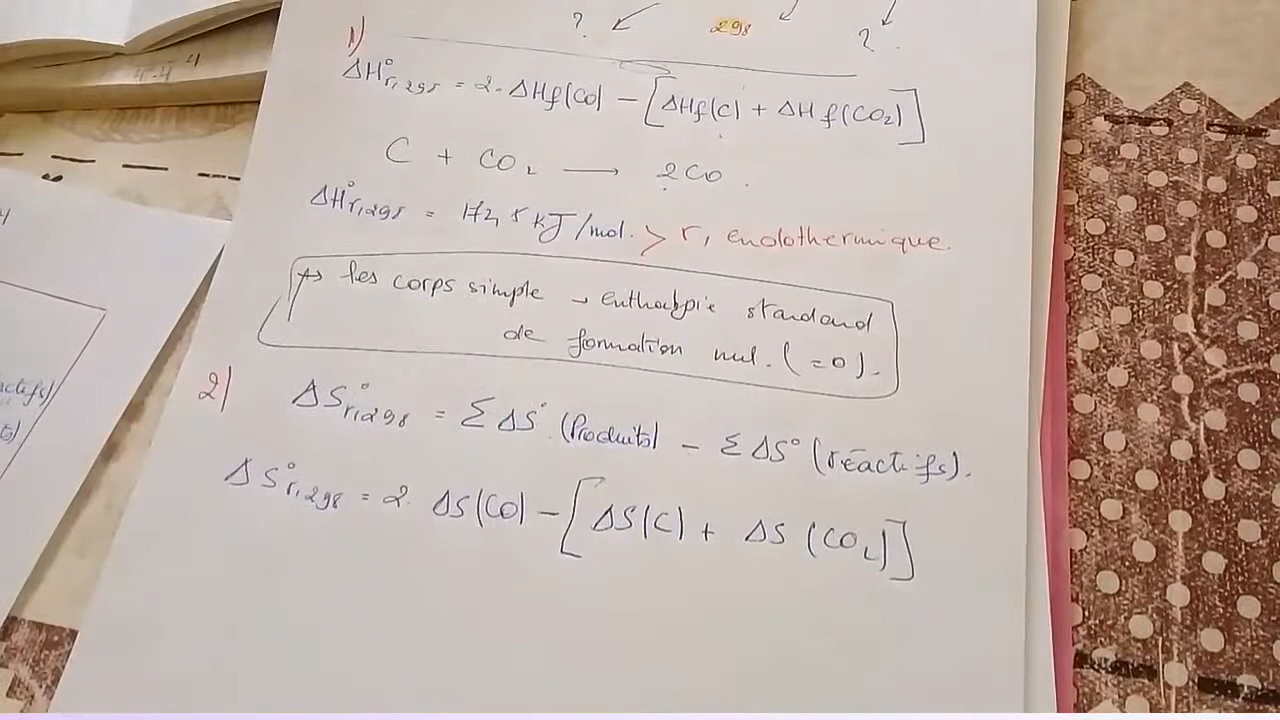 ? 298 ?
1)
ΔH°r,298 = 2. ΔHf(CO) - [ΔHf(C) + ΔHf(CO2)]
C + CO2 → 2CO.
ΔH°r,298 = 172,5 kJ/mol. > r, endothermique.
↦ les corps simple → enthalpie standard
de formation nul. (=0).
2) ΔS°r,298 = Σ ΔS° (Produits) - Σ ΔS° (réactifs).
ΔS°r,298 = 2. ΔS(CO) - [ΔS(C) + ΔS (CO2)]